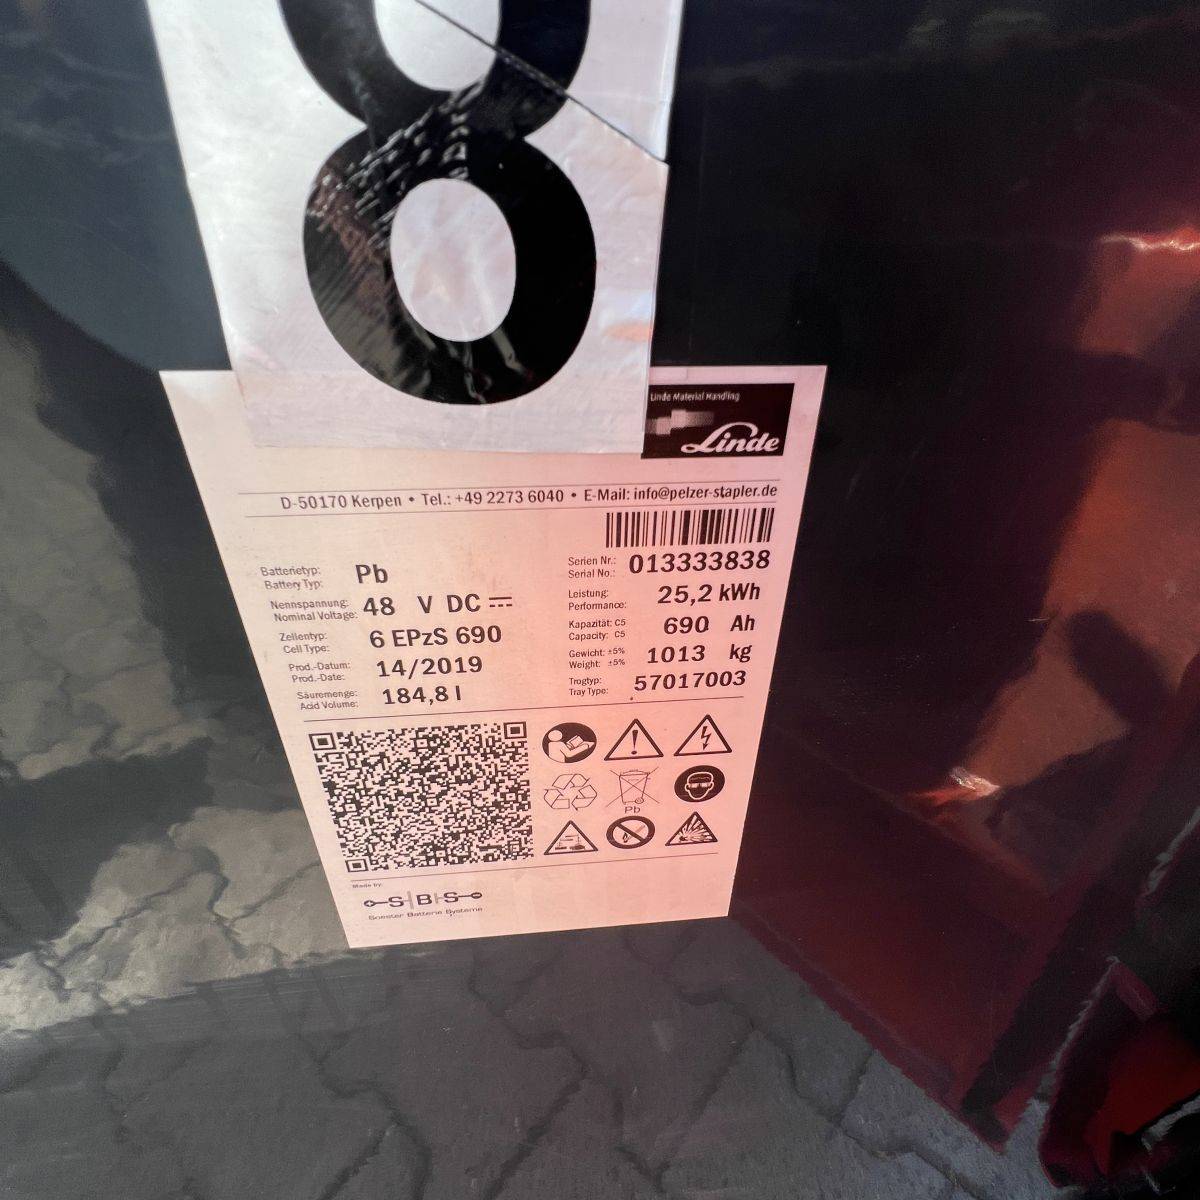 8
Linde Material Handling
Linde
D-50170 Kerpen • Tel.: +49 2273 6040 • E-Mail: info@pelzer-stapler.de
Batterietyp:
Battery Typ:
Pb
Nennspannung:
Nominal Voltage:
48 V DC
Zellentyp:
Cell Type:
6 EPzS 690
Prod.-Datum:
Prod.-Date:
14/2019
Säuremenge:
Acid Volume:
184,8 l
Serien Nr.:
Serial No.:
013333838
Leistung:
Performance:
25,2 kWh
Kapazität: C5
Capacity: C5
690 Ah
Gewicht: ±5%
Weight: ±5%
1013 kg
Trogtyp:
Tray Type:
57017003
Pb
Made by:
S|B|S
Soester Batterie Systeme